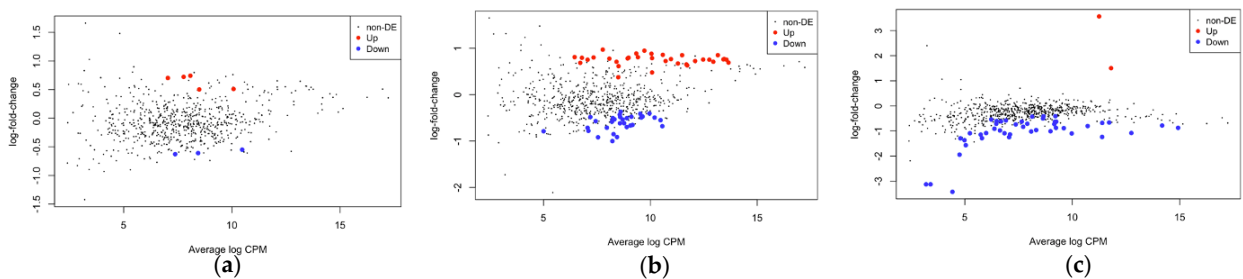 non-DE
Up
Down
log-fold-change
1.5
1.0
0.5
0.0
-0.5
-1.0
-1.5
5
10
15
Average log CPM
(a)
non-DE
Up
Down
log-fold-change
1
0
-1
-2
5
10
15
Average log CPM
(b)
non-DE
Up
Down
log-fold-change
3
2
1
0
-1
-2
-3
5
10
15
Average log CPM
(c)